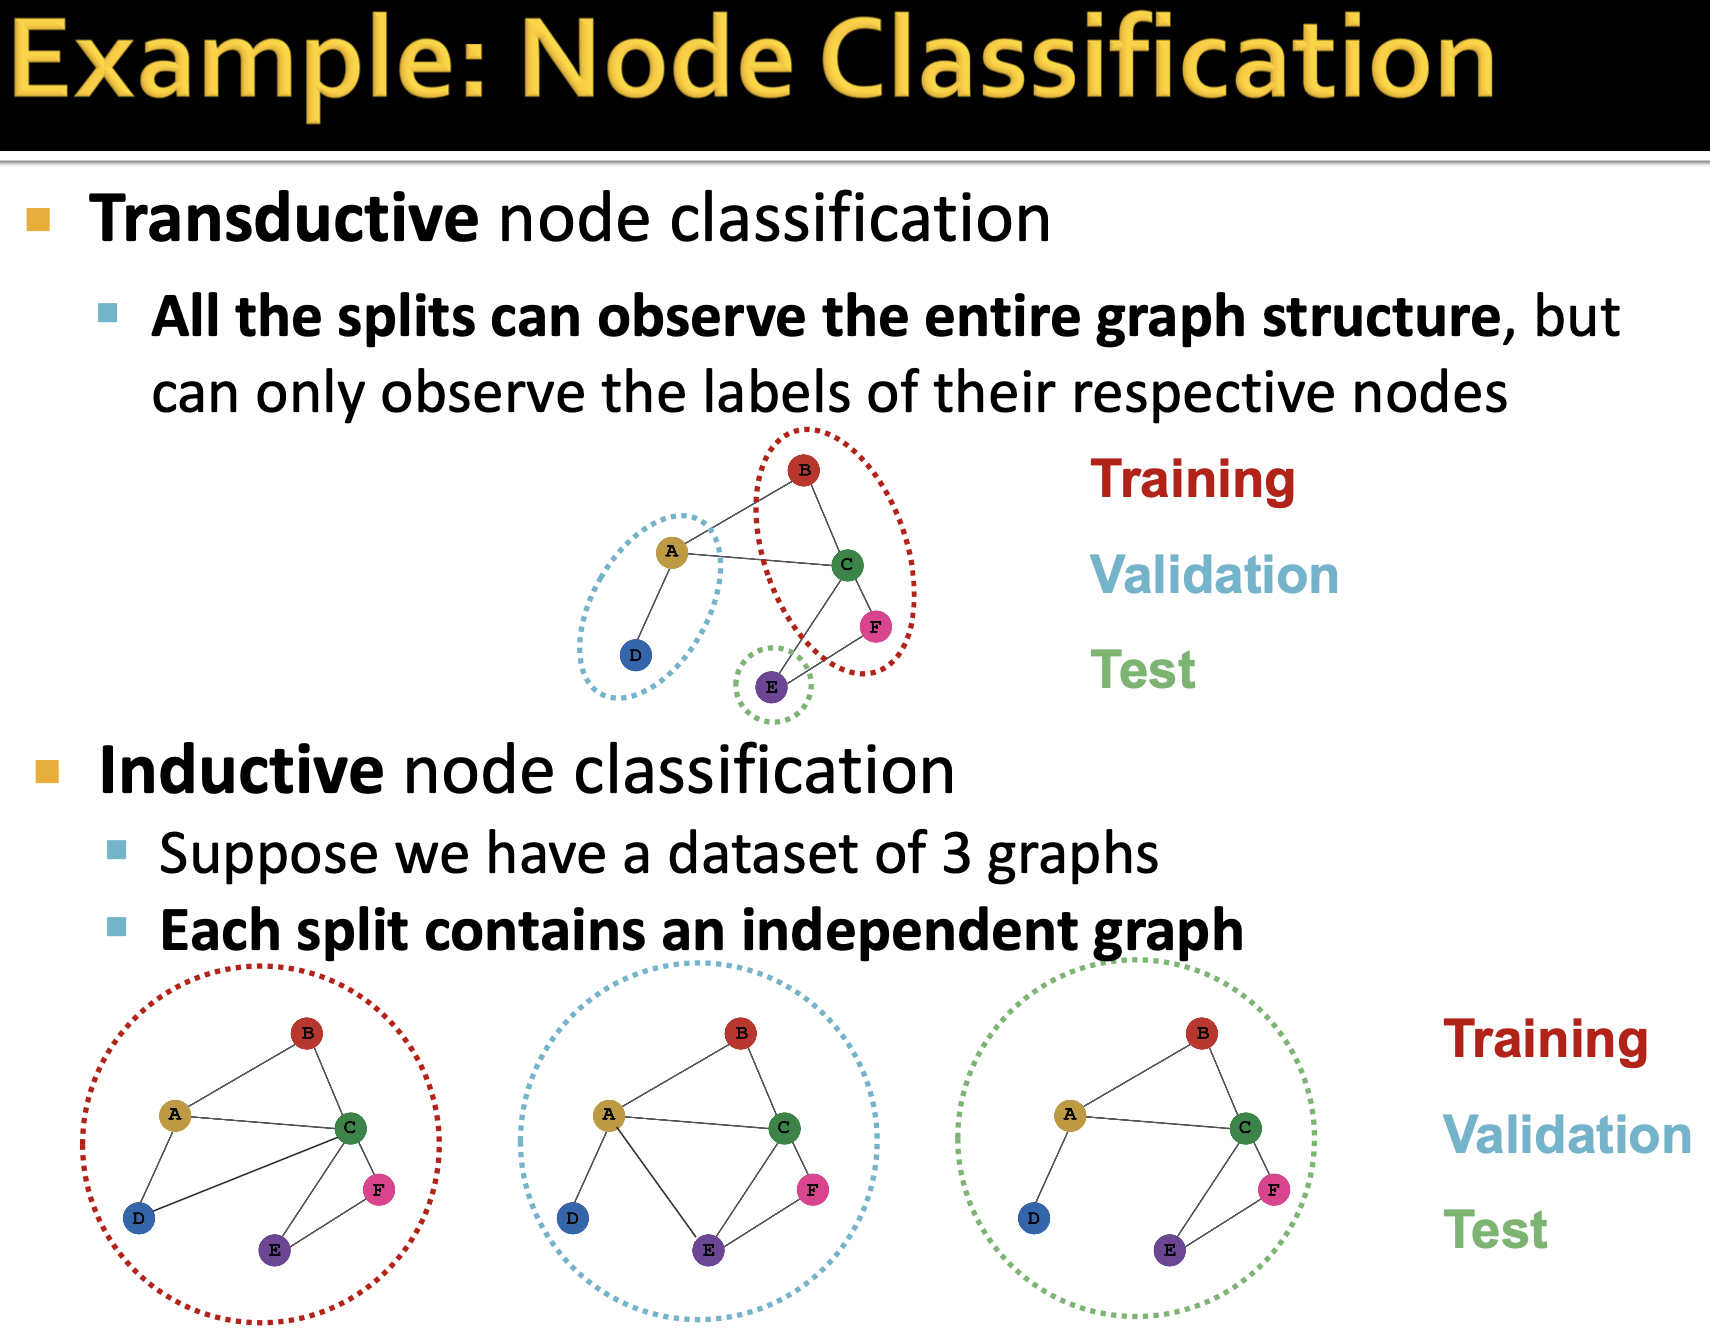 Example: Node Classification
Transductive node classification
All the splits can observe the entire graph structure, but
can only observe the labels of their respective nodes
B
A
C
F
D
E
Training
Validation
Test
Inductive node classification
Suppose we have a dataset of 3 graphs
Each split contains an independent graph
B
A
C
F
D
E
B
A
C
F
D
E
B
A
C
F
D
E
Training
Validation
Test